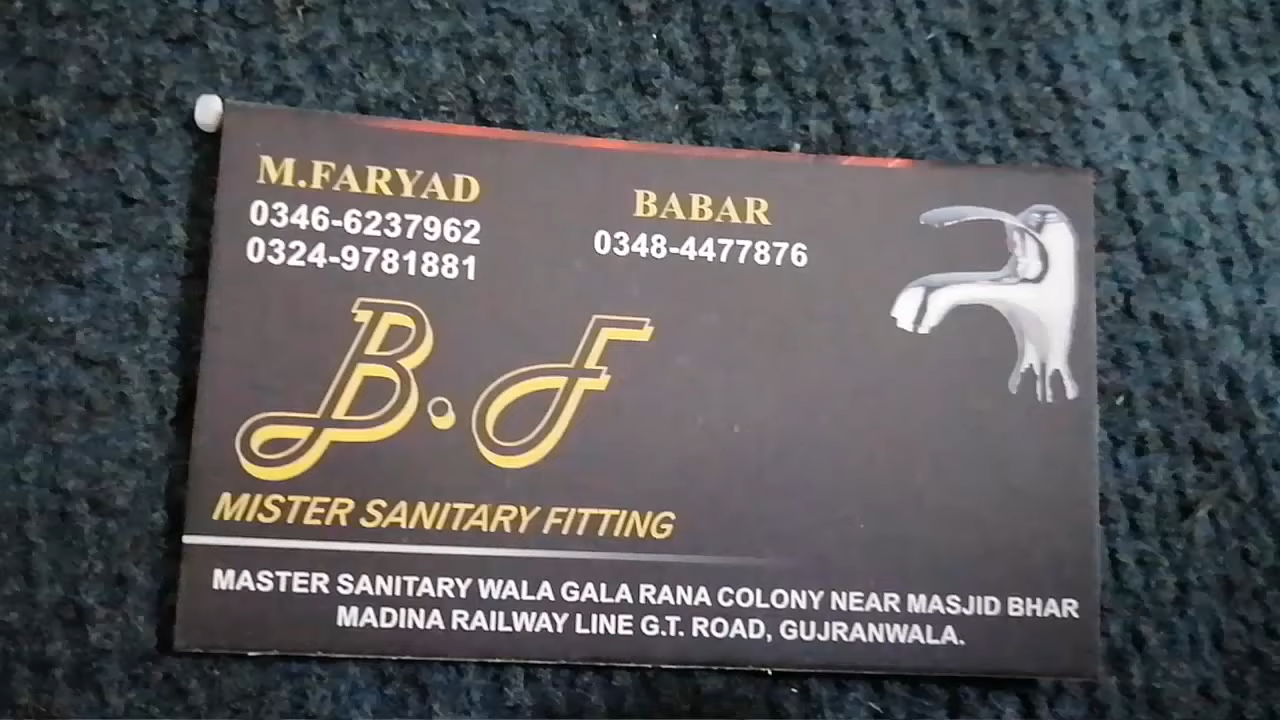 M.FARYAD
0346-6237962
0324-9781881
BABAR
0348-4477876
B.F
MISTER SANITARY FITTING
MASTER SANITARY WALA GALA RANA COLONY NEAR MASJID BHAR
MADINA RAILWAY LINE G.T. ROAD, GUJRANWALA.